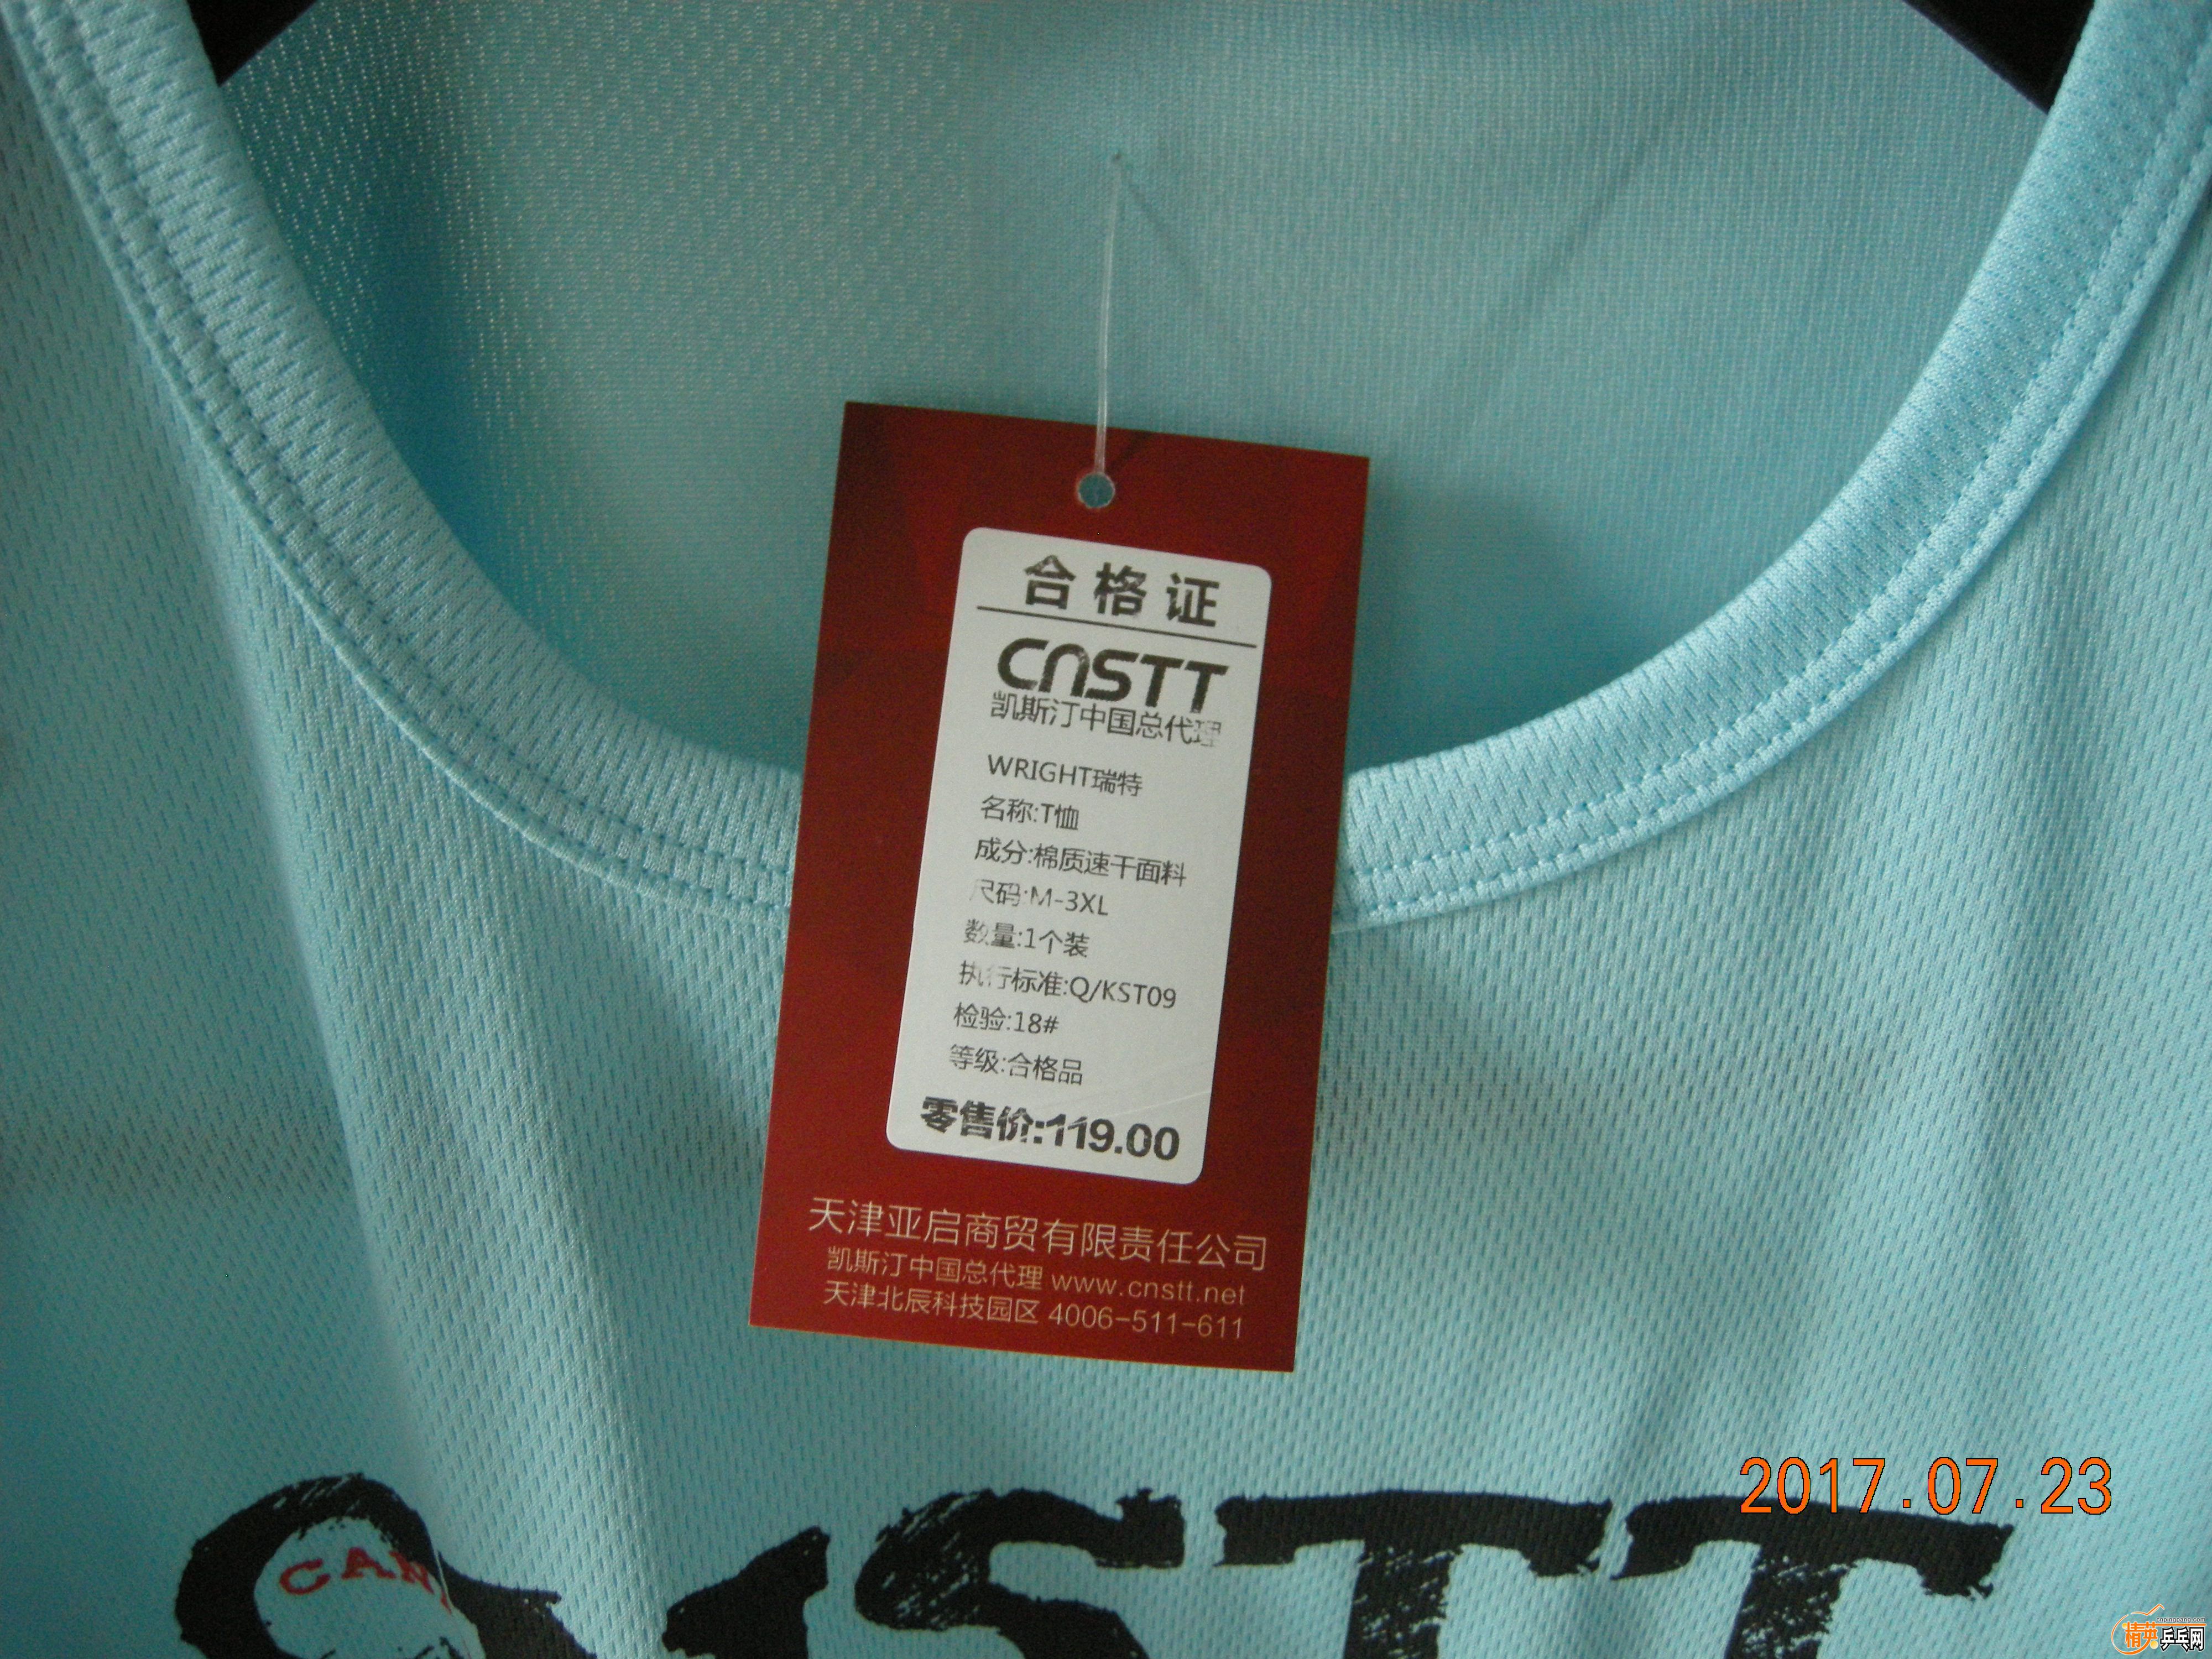 合格证
CNSTT
凯斯汀中国总代理
WRIGHT瑞特
名称:T恤
成分:棉质速干面料
尺码:M-3XL
数量:1个装
执行标准:Q/KST09
检验:18#
等级:合格品
零售价:119.00
天津亚启商贸有限责任公司
凯斯汀中国总代理 www.cnstt.net
天津北辰科技园区 4006-511-611
2017.07.23
CAN
STT
精英乒乓网